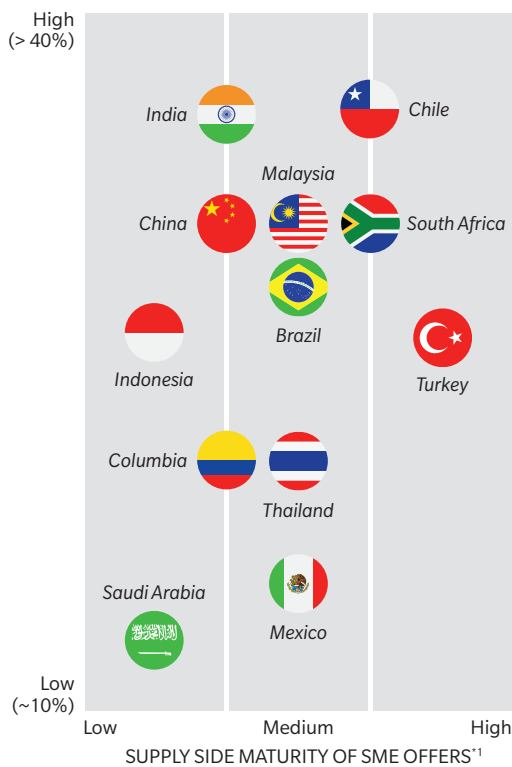 High
(> 40%)
India
Chile
Malaysia
China
South Africa
Brazil
Indonesia
Turkey
Columbia
Thailand
Saudi Arabia
Mexico
Low
(~10%)
Low
Medium
High
SUPPLY SIDE MATURITY OF SME OFFERS*1